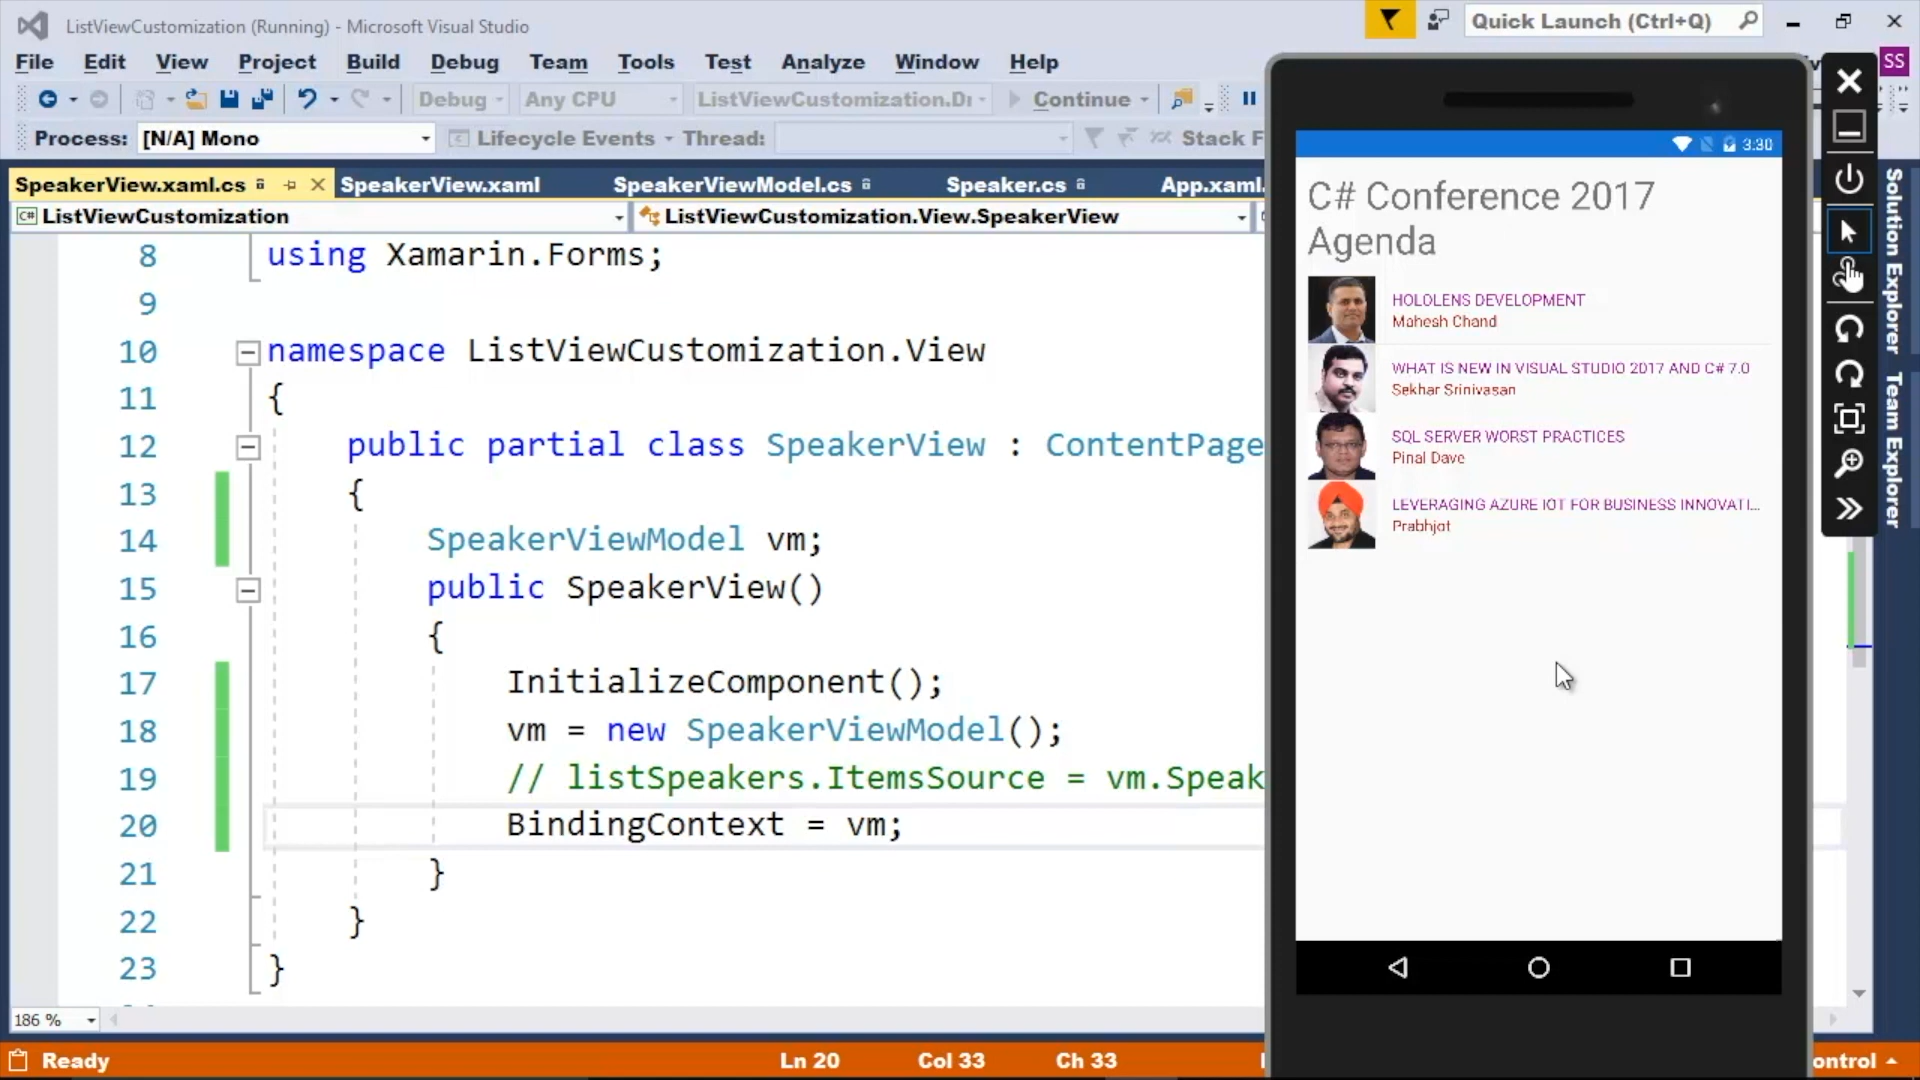 ListViewCustomization (Running) - Microsoft Visual Studio
Quick Launch (Ctrl+Q)
File Edit View Project Build Debug Team Tools Test Analyze Window Help
SS
Debug Any CPU ListViewCustomization.Dr Continue
Process: [N/A] Mono Lifecycle Events Thread: Stack F
SpeakerView.xaml.cs SpeakerView.xaml SpeakerViewModel.cs Speaker.cs App.xaml.
C# ListViewCustomization ListViewCustomization.View.SpeakerView
8 using Xamarin.Forms;
9
10 namespace ListViewCustomization.View
11 {
12 public partial class SpeakerView : ContentPage
13 {
14 SpeakerViewModel vm;
15 public SpeakerView()
16 {
17 InitializeComponent();
18 vm = new SpeakerViewModel();
19 // listSpeakers.ItemsSource = vm.Speak
20 BindingContext = vm;
21 }
22 }
23 }
186 %
Ready Ln 20 Col 33 Ch 33
ontrol
3:30
C# Conference 2017
Agenda
HOLOLENS DEVELOPMENT
Mahesh Chand
WHAT IS NEW IN VISUAL STUDIO 2017 AND C# 7.0
Sekhar Srinivasan
SQL SERVER WORST PRACTICES
Pinal Dave
LEVERAGING AZURE IOT FOR BUSINESS INNOVATI...
Prabhjot
Solution Explorer
Team Explorer